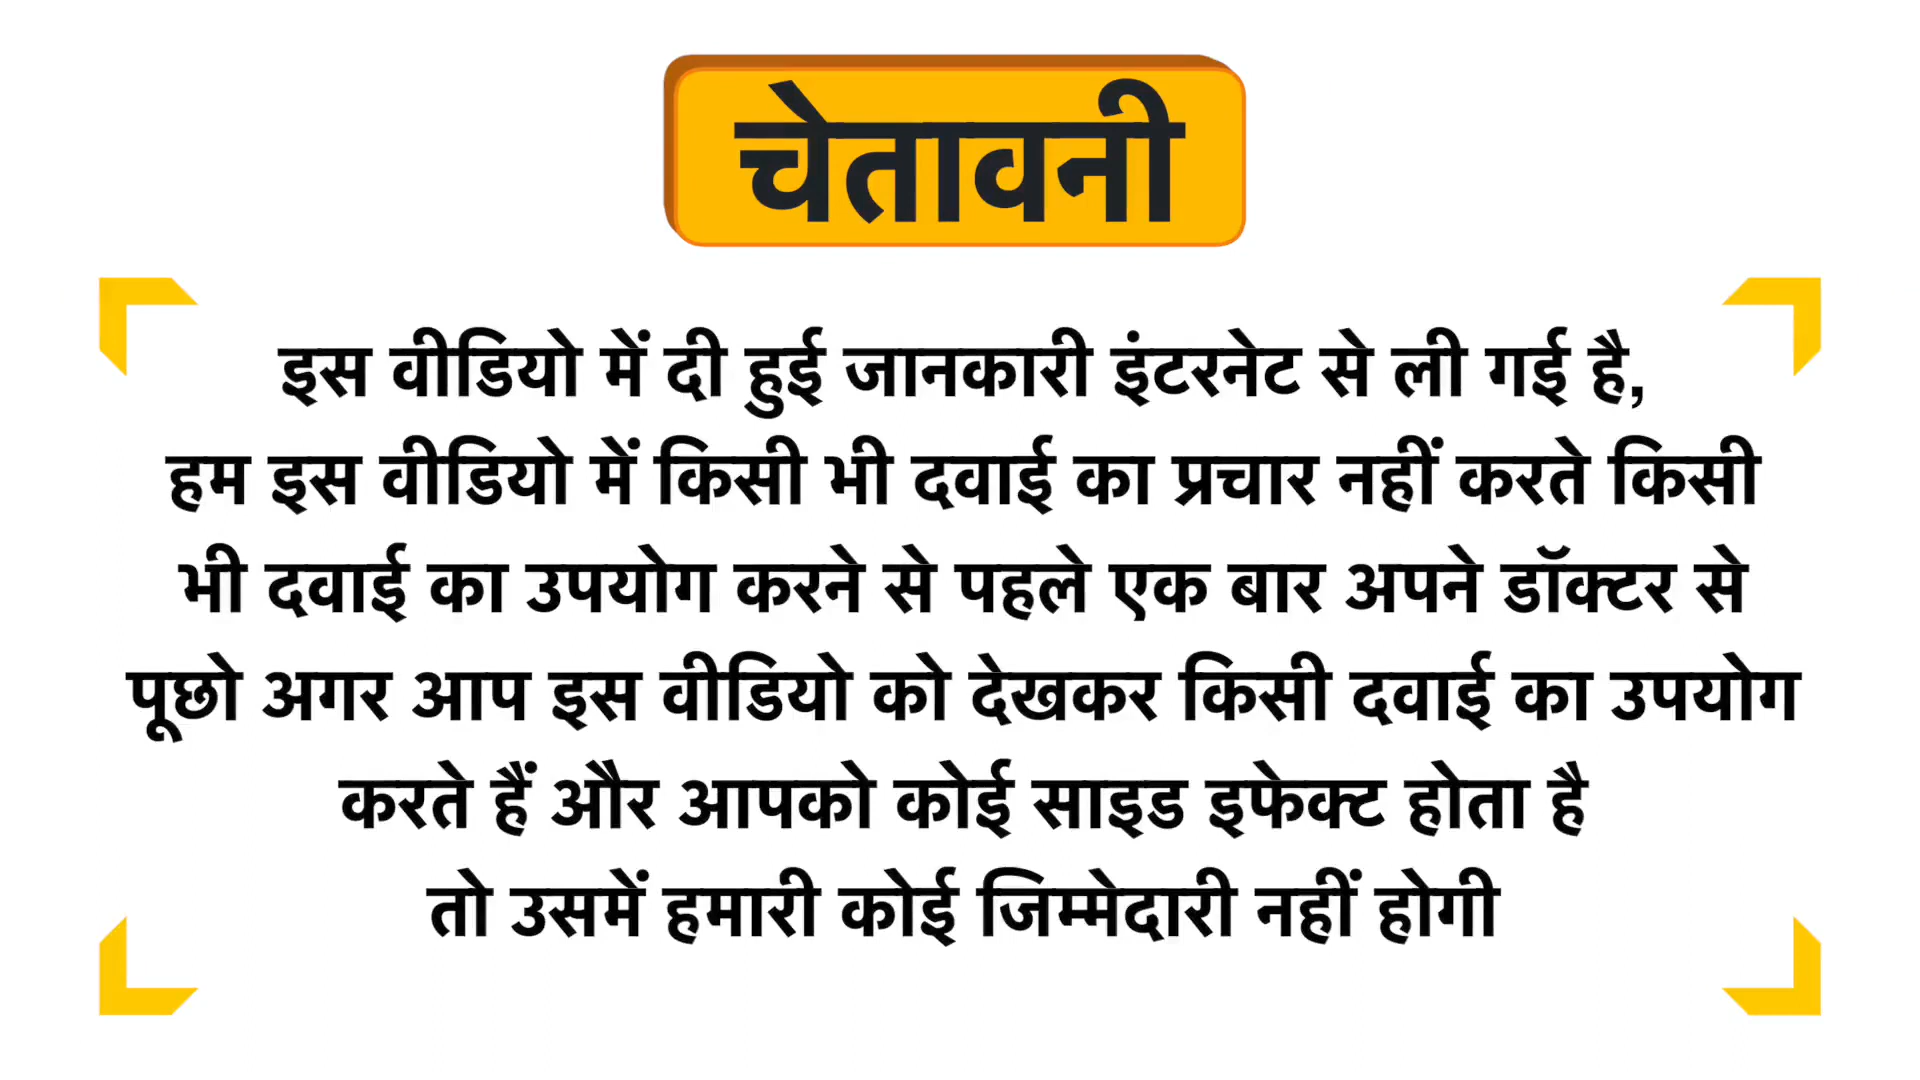 चेतावनी
इस वीडियो में दी हुई जानकारी इंटरनेट से ली गई है,
हम इस वीडियो में किसी भी दवाई का प्रचार नहीं करते किसी
भी दवाई का उपयोग करने से पहले एक बार अपने डॉक्टर से
पूछो अगर आप इस वीडियो को देखकर किसी दवाई का उपयोग
करते हैं और आपको कोई साइड इफेक्ट होता है
तो उसमें हमारी कोई जिम्मेदारी नहीं होगी